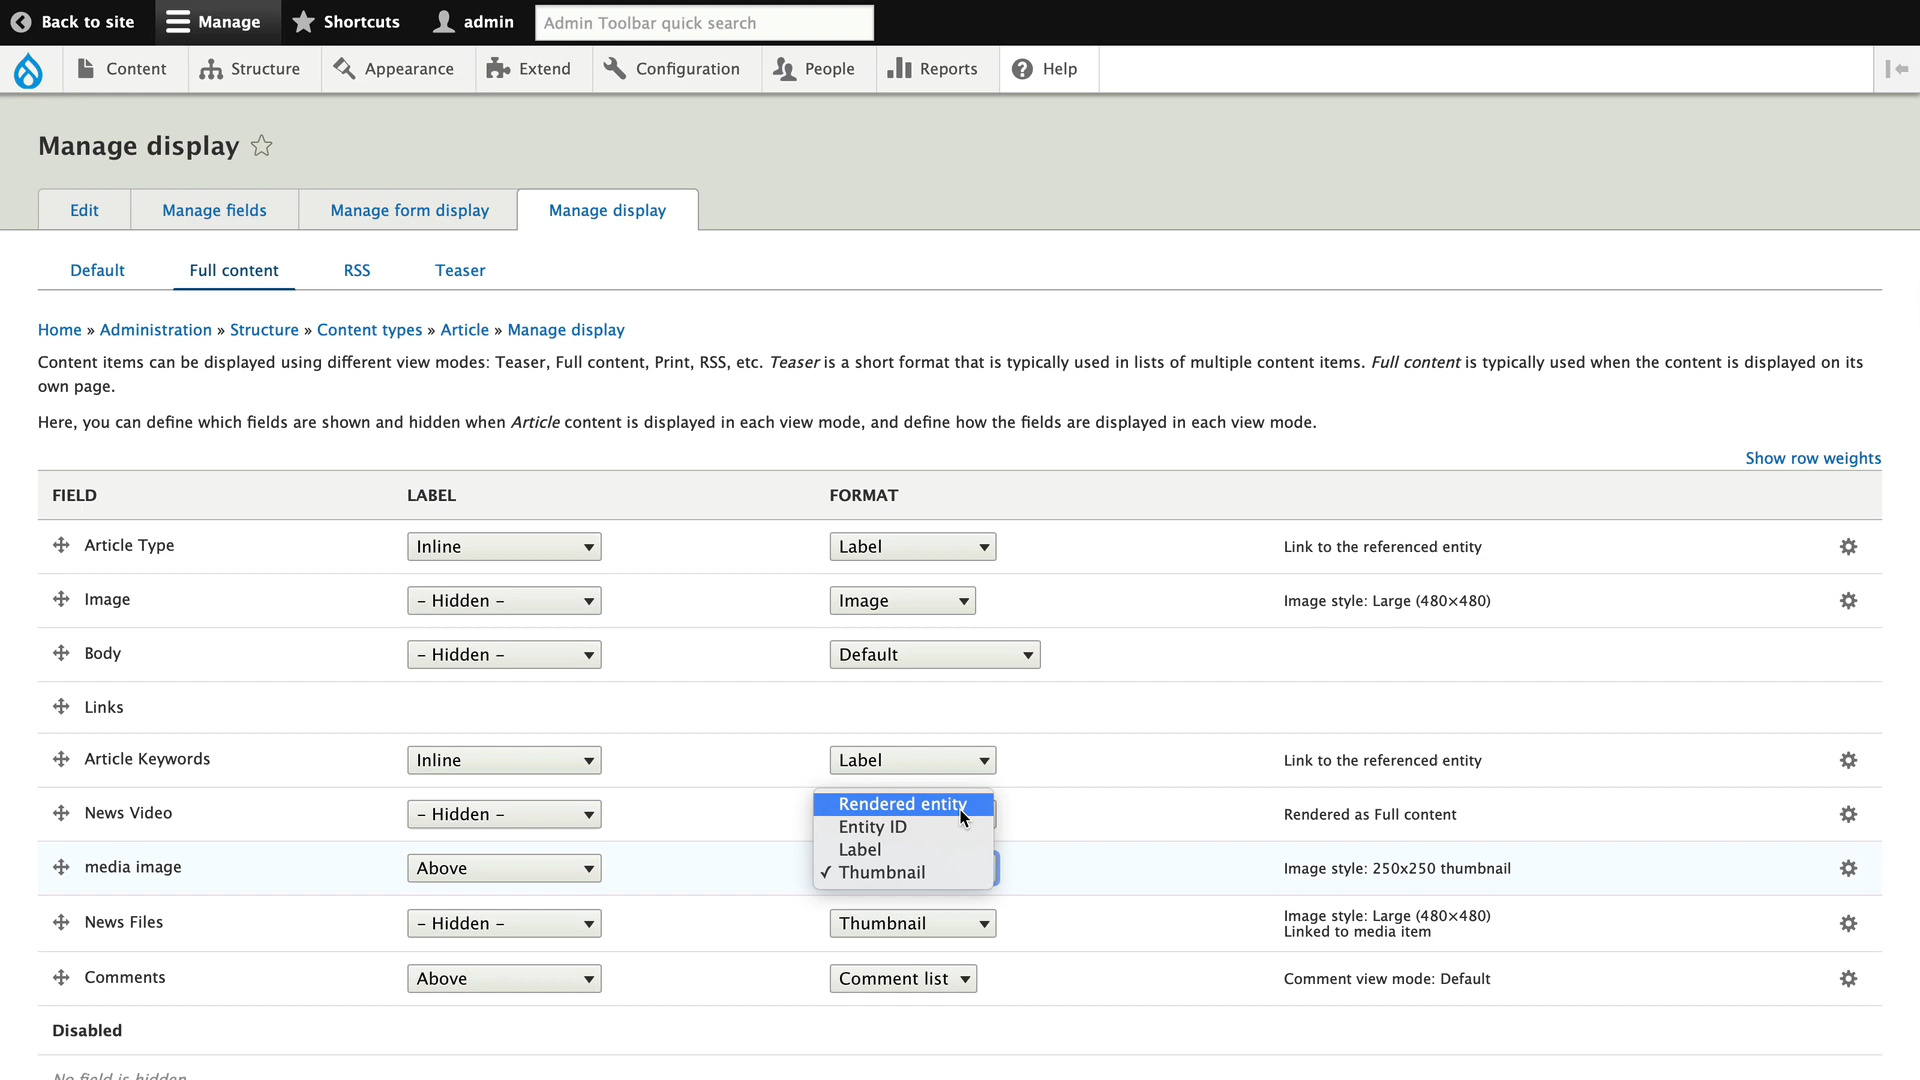 Back to site
Manage
Shortcuts
admin
Admin Toolbar quick search
Content
Structure
Appearance
Extend
Configuration
People
Reports
Help
Manage display
Edit
Manage fields
Manage form display
Manage display
Default
Full content
RSS
Teaser
Home » Administration » Structure » Content types » Article » Manage display
Content items can be displayed using different view modes: Teaser, Full content, Print, RSS, etc. Teaser is a short format that is typically used in lists of multiple content items. Full content is typically used when the content is displayed on its
own page.
Here, you can define which fields are shown and hidden when Article content is displayed in each view mode, and define how the fields are displayed in each view mode.
Show row weights
FIELD LABEL FORMAT
Article Type Inline Label Link to the referenced entity
Image - Hidden - Image Image style: Large (480×480)
Body - Hidden - Default
Links
Article Keywords Inline Label Link to the referenced entity
News Video - Hidden - Rendered as Full content
Rendered entity
Entity ID
Label
✓ Thumbnail
media image Above Image style: 250x250 thumbnail
News Files - Hidden - Thumbnail Image style: Large (480×480)
Linked to media item
Comments Above Comment list Comment view mode: Default
Disabled
No field is hidden